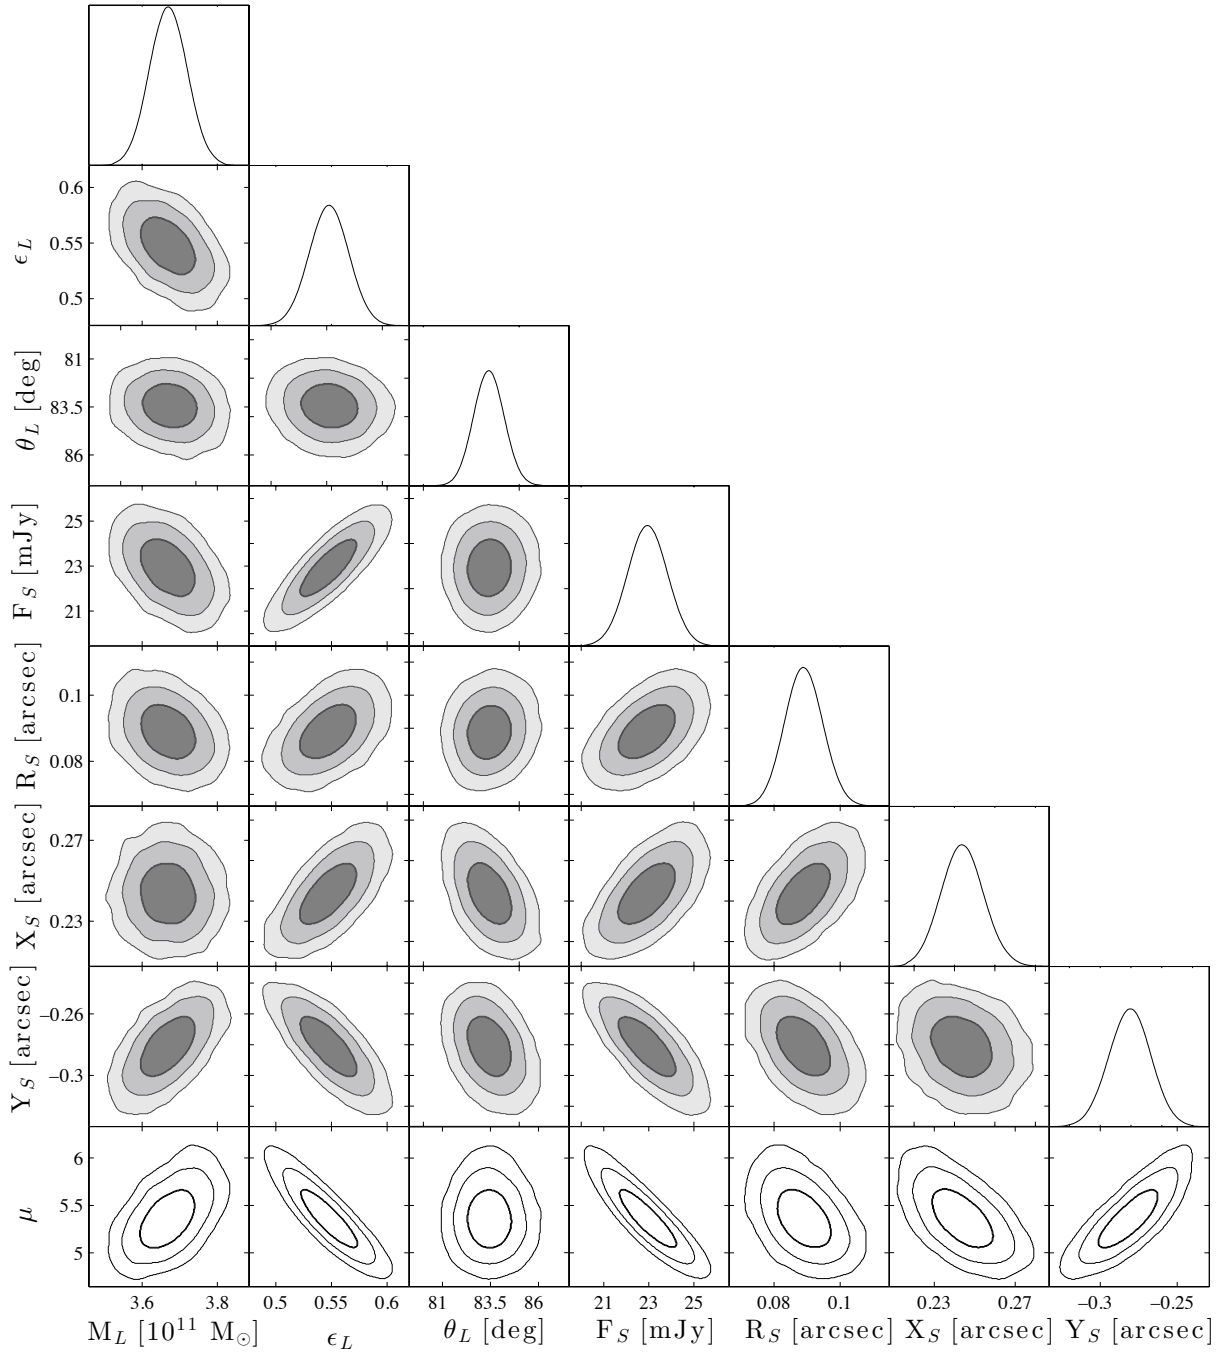 ϵ_L
0.6
0.55
0.5
θ_L [deg]
81
83.5
86
F_S [mJy]
25
23
21
R_S [arcsec]
0.1
0.08
X_S [arcsec]
0.27
0.23
Y_S [arcsec]
−0.26
−0.3
μ
6
5.5
5
3.6 3.8 0.5 0.55 0.6 81 83.5 86 21 23 25 0.08 0.1 0.23 0.27 −0.3 −0.25
M_L [10^11 M_⊙] ϵ_L θ_L [deg] F_S [mJy] R_S [arcsec] X_S [arcsec] Y_S [arcsec]